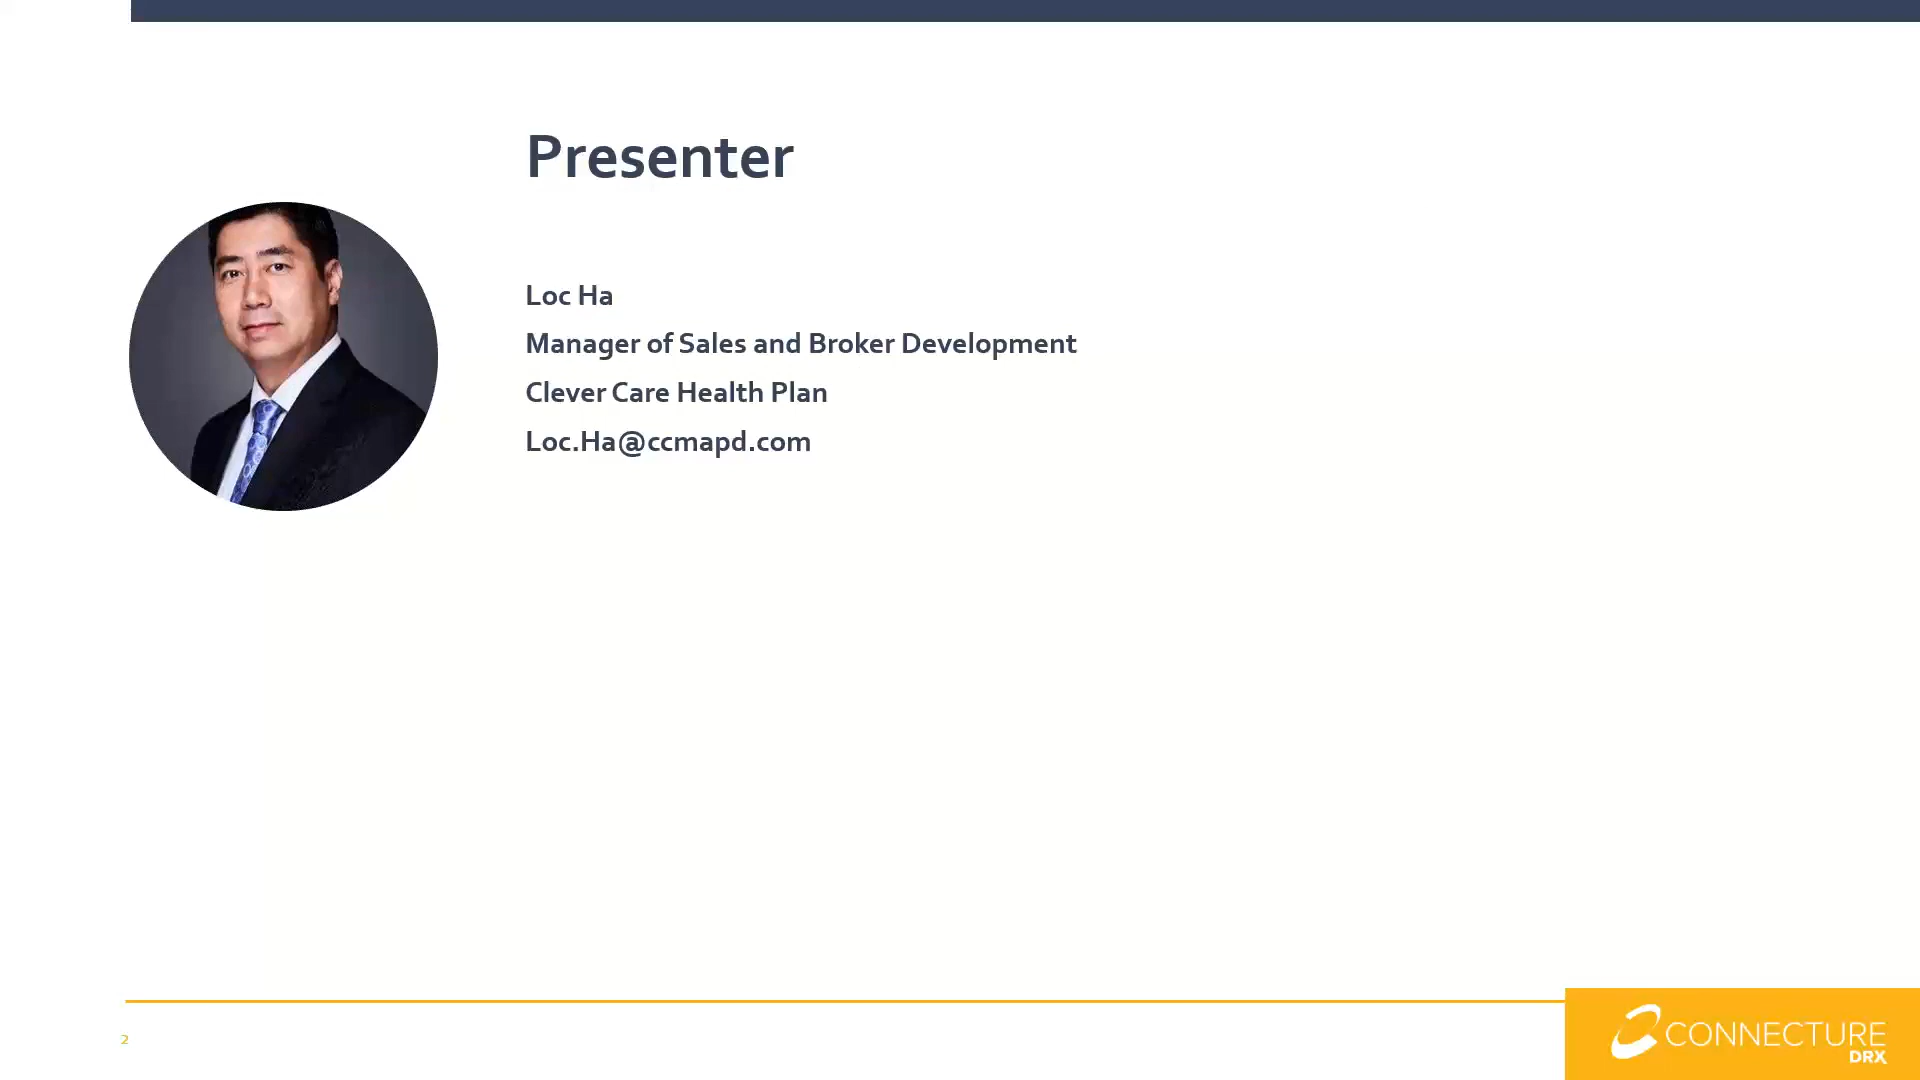 Presenter
Loc Ha
Manager of Sales and Broker Development
Clever Care Health Plan
Loc.Ha@ccmapd.com
2
CONNECTURE
DRX